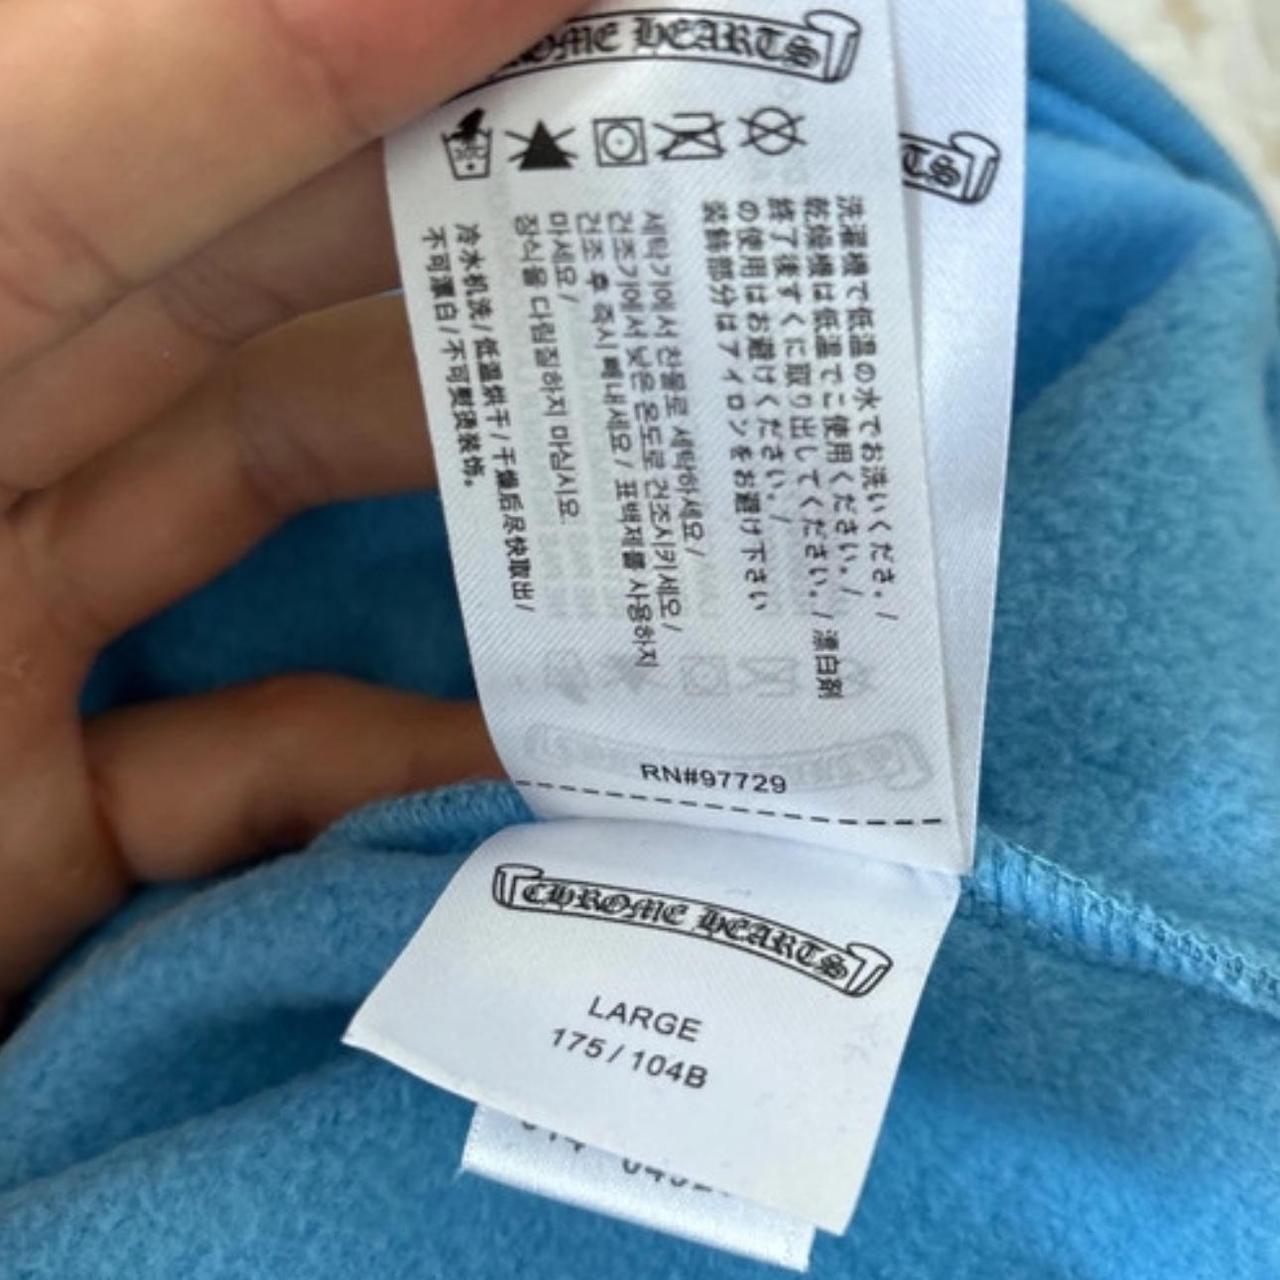 CHROME HEARTS
洗濯機で低温の水でお洗いくださ. /
乾燥機は低温でご使用ください. /
終了後すぐに取り出してください. / 漂白剤
の使用はお避けください. /
装飾部分はアイロンをお避け下さい
세탁기에서 찬물로 세탁하세요 /
건조기에서 낮은 온도로 건조시키세요 /
건조 후 즉시 빼내세요 / 표백제를 사용하지
마세요 /
장식을 다림질하지 마십시요
冷水机洗 / 低温烘干 / 干燥后尽快取出 /
不可漂白 / 不可熨烫装饰。
RN#97729
CHROME HEARTS
LARGE
175 / 104B